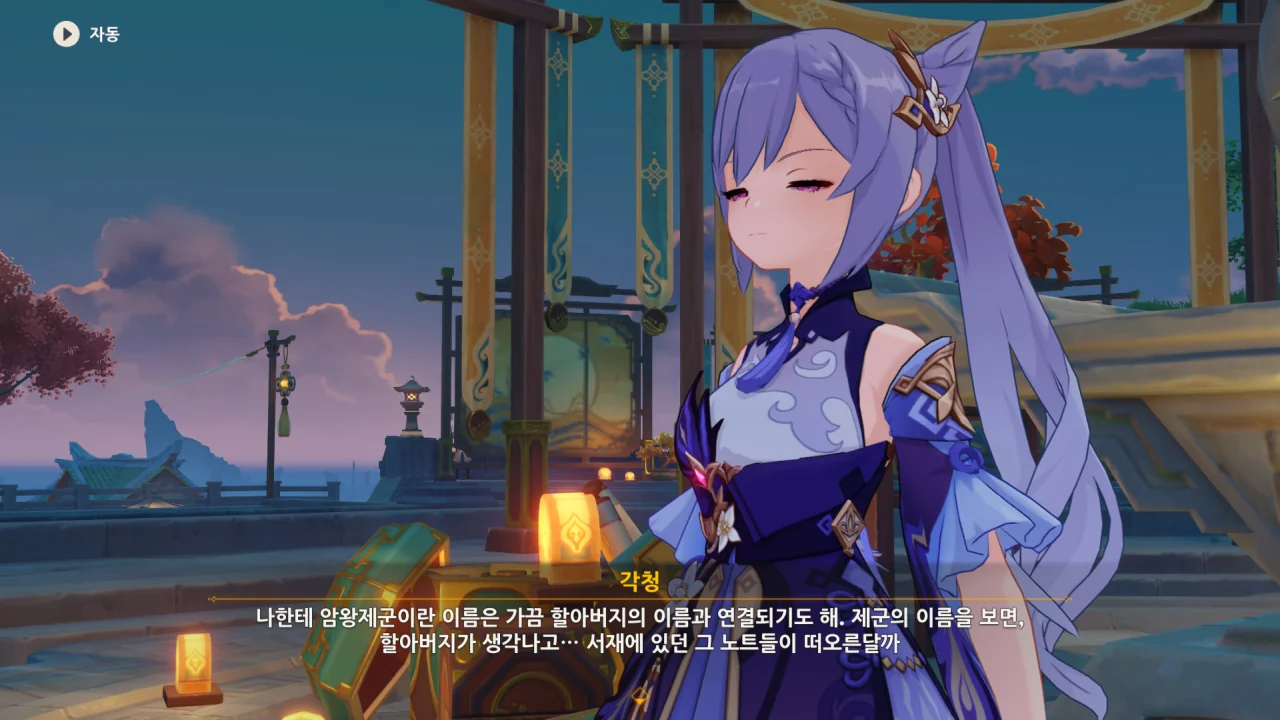 자동
각청
나한테 암왕제군이란 이름은 가끔 할아버지의 이름과 연결되기도 해. 제군의 이름을 보면,
할아버지가 생각나고… 서재에 있던 그 노트들이 떠오른달까